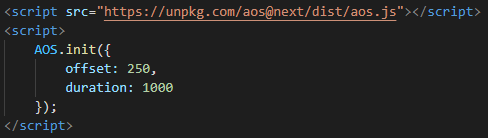 <script src="https://unpkg.com/aos@next/dist/aos.js"></script>
<script>
    AOS.init({
        offset: 250,
        duration: 1000
    });
</script>